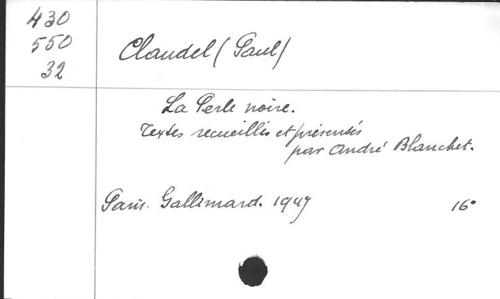 430
550
32
Claudel (Paul)
La Perle noire.
Textes recueillis et présentés
par André Blanchet.
Paris. Gallimard. 1947
16°